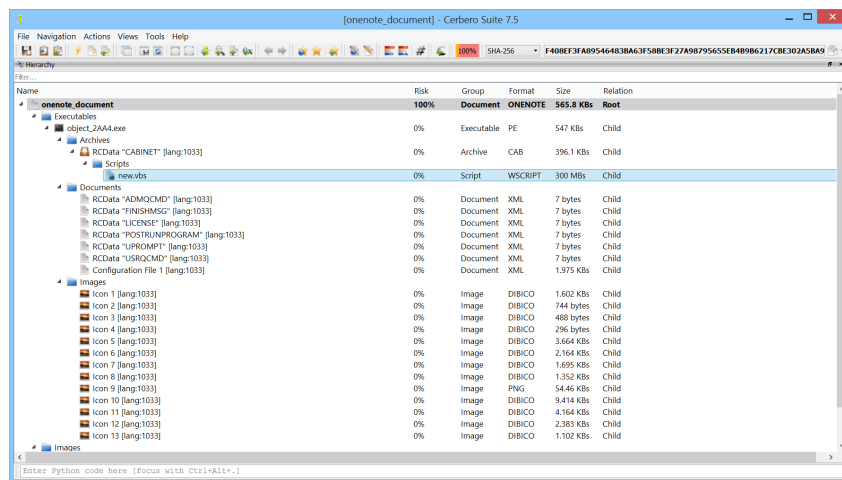 [onenote_document] - Cerbero Suite 7.5
File Navigation Actions Views Tools Help
100% SHA-256 F408EF3FA89546483BA63F58BE3F27A98795655EB4B9B6217CBE302A5BA9
Hierarchy
Filter...
Name Risk Group Format Size Relation
onenote_document 100% Document ONENOTE 565.8 KBs Root
Executables
object_2AA4.exe 0% Executable PE 547 KBs Child
Archives
RCData "CABINET" [lang:1033] 0% Archive CAB 396.1 KBs Child
Scripts
new.vbs 0% Script WSCRIPT 300 MBs Child
Documents
RCData "ADMQCMD" [lang:1033] 0% Document XML 7 bytes Child
RCData "FINISHMSG" [lang:1033] 0% Document XML 7 bytes Child
RCData "LICENSE" [lang:1033] 0% Document XML 7 bytes Child
RCData "POSTRUNPROGRAM" [lang:1033] 0% Document XML 7 bytes Child
RCData "UPROMPT" [lang:1033] 0% Document XML 7 bytes Child
RCData "USRQCMD" [lang:1033] 0% Document XML 7 bytes Child
Configuration File 1 [lang:1033] 0% Document XML 1.975 KBs Child
Images
Icon 1 [lang:1033] 0% Image DIBICO 1.602 KBs Child
Icon 2 [lang:1033] 0% Image DIBICO 744 bytes Child
Icon 3 [lang:1033] 0% Image DIBICO 488 bytes Child
Icon 4 [lang:1033] 0% Image DIBICO 296 bytes Child
Icon 5 [lang:1033] 0% Image DIBICO 3.664 KBs Child
Icon 6 [lang:1033] 0% Image DIBICO 2.164 KBs Child
Icon 7 [lang:1033] 0% Image DIBICO 1.695 KBs Child
Icon 8 [lang:1033] 0% Image DIBICO 1.352 KBs Child
Icon 9 [lang:1033] 0% Image PNG 54.46 KBs Child
Icon 10 [lang:1033] 0% Image DIBICO 9.414 KBs Child
Icon 11 [lang:1033] 0% Image DIBICO 4.164 KBs Child
Icon 12 [lang:1033] 0% Image DIBICO 2.383 KBs Child
Icon 13 [lang:1033] 0% Image DIBICO 1.102 KBs Child
Images
Enter Python code here [focus with Ctrl+Alt+.]